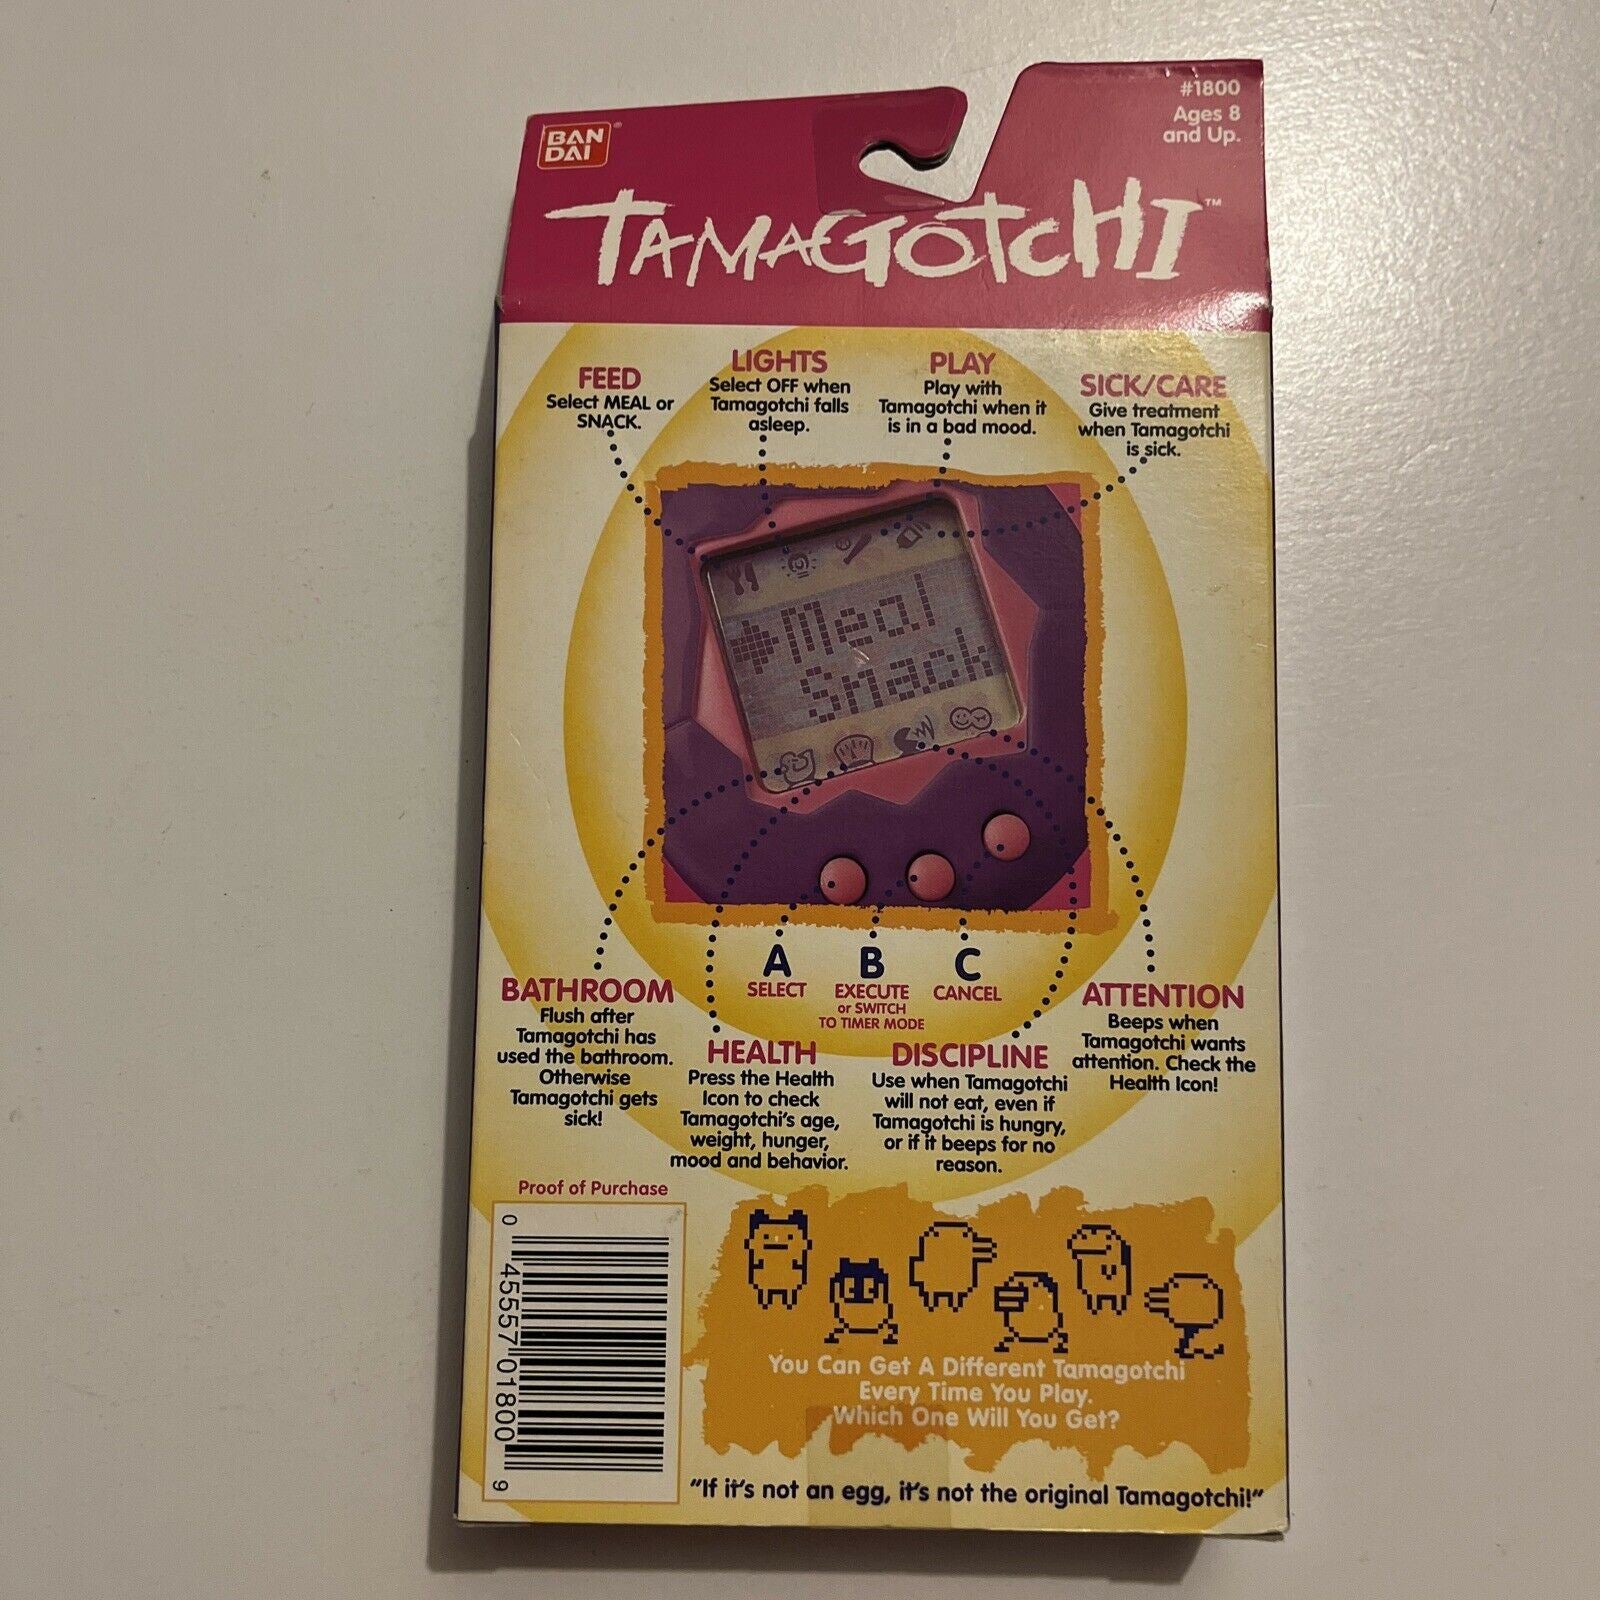 BAN
DAI
#1800
Ages 8
and Up.
TAMAGOTCHI™
FEED
Select MEAL or
SNACK.
LIGHTS
Select OFF when
Tamagotchi falls
asleep.
PLAY
Play with
Tamagotchi when it
is in a bad mood.
SICK/CARE
Give treatment
when Tamagotchi
is sick.
Meal
Snack
A
SELECT
B
EXECUTE
or SWITCH
TO TIMER MODE
C
CANCEL
BATHROOM
Flush after
Tamagotchi has
used the bathroom.
Otherwise
Tamagotchi gets
sick!
HEALTH
Press the Health
Icon to check
Tamagotchi's age,
weight, hunger,
mood and behavior.
DISCIPLINE
Use when Tamagotchi
will not eat, even if
Tamagotchi is hungry,
or if it beeps for no
reason.
ATTENTION
Beeps when
Tamagotchi wants
attention. Check the
Health Icon!
Proof of Purchase
0 45557 01800 9
You Can Get A Different Tamagotchi
Every Time You Play.
Which One Will You Get?
"If it's not an egg, it's not the original Tamagotchi!"